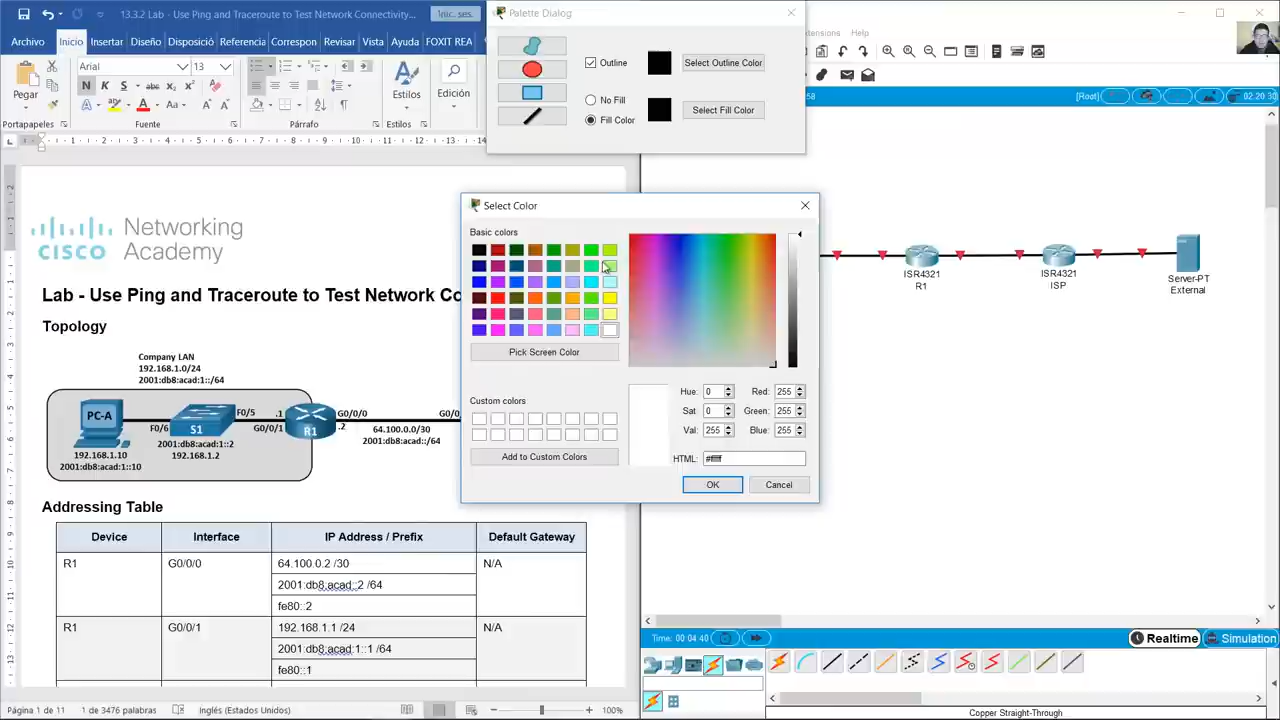 13.3.2 Lab - Use Ping and Traceroute to Test Network Connectivity...
Inic. ses.
Archivo
Inicio
Insert
Disposició
Referencia
Correspon
Revisar
Vista
Ayuda
FOXIT REA
Pegar
Arial
13
Estilos
Edición
Portapapel
Fuente
Párrafo
Estilos
Networking
CISCO Academy
Lab - Use Ping and Traceroute to Test Network Co
Topology
Company LAN
192.168.1.0/24
2001:db8:acad:1::/64
PC-A
F0/6
S1
F0/5
.1
G0/0/1
R1
G0/0/0
.2
64.100.0.0/30
2001:db8:acad::/64
192.168.1.10
2001:db8:acad:1::10
2001:db8:acad:1::2
192.168.1.2
Addressing Table
Device Interface IP Address / Prefix Default Gateway
R1 G0/0/0 64.100.0.2 /30 N/A
2001:db8:acad::2 /64
fe80::2
R1 G0/0/1 192.168.1.1 /24 N/A
2001:db8:acad:1::1 /64
fe80::1
Página 1 de 11
1 de 3476 palabras
Inglés (Estados Unidos)
100%
Palette Dialog
Outline
Select Outline Color
No Fill
Fill Color
Select Fill Color
Select Color
Basic colors
Pick Screen Color
Custom colors
Add to Custom Colors
Hue: 0
Red: 255
Sat: 0
Green: 255
Val: 255
Blue: 255
HTML: #ffffff
OK
Cancel
Extensions
Help
[Root]
02:20:30
ISR4321
R1
ISR4321
ISP
Server-PT
External
Time: 00:04:40
Realtime
Simulation
Copper Straight-Through